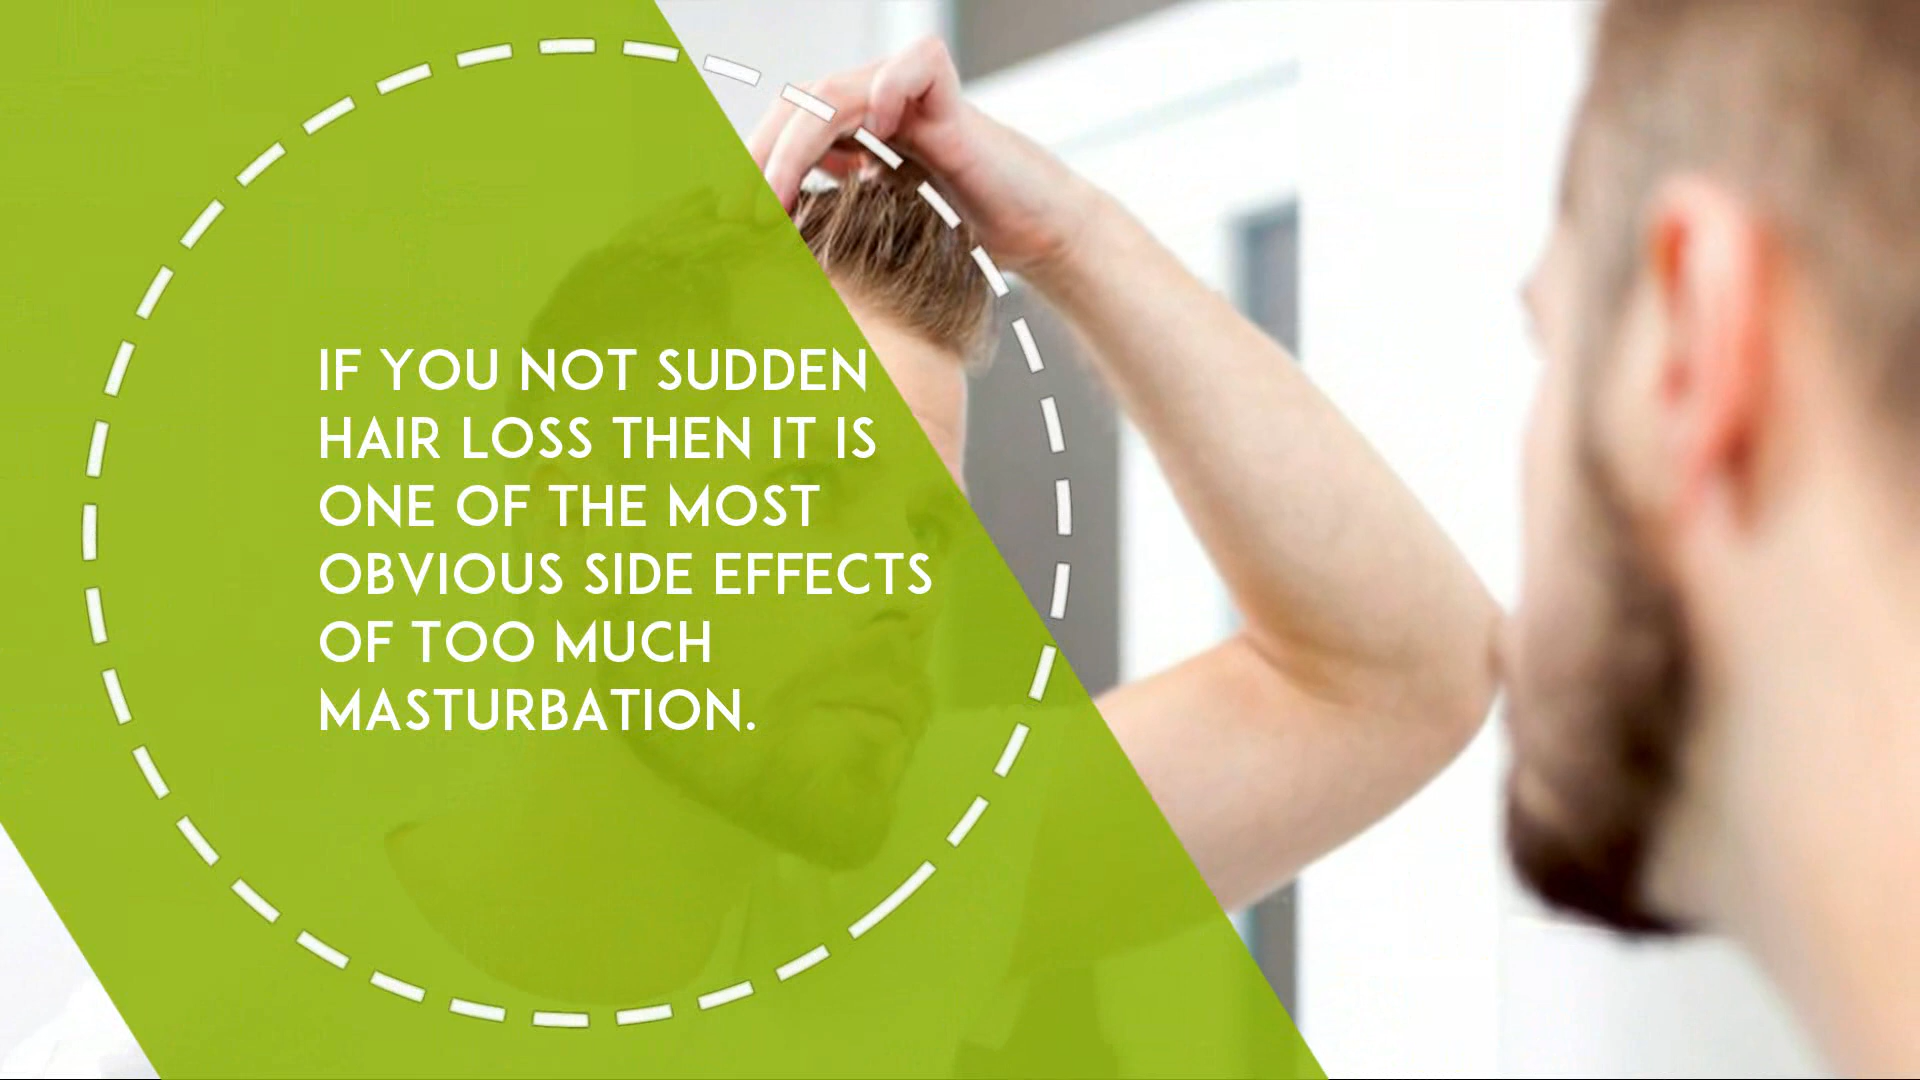 IF YOU NOT SUDDEN
HAIR LOSS THEN IT IS
ONE OF THE MOST
OBVIOUS SIDE EFFECTS
OF TOO MUCH
MASTURBATION.